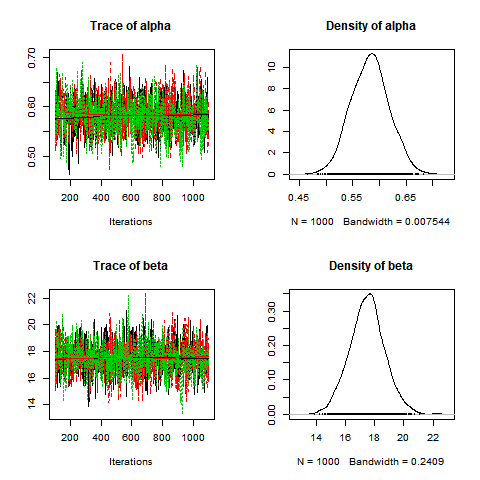 Trace of alpha
0.50 0.60 0.70
200 400 600 800 1000
Iterations
Density of alpha
0 2 4 6 8 10
0.45 0.55 0.65
N = 1000 Bandwidth = 0.007544
Trace of beta
14 16 18 20 22
200 400 600 800 1000
Iterations
Density of beta
0.00 0.10 0.20 0.30
14 16 18 20 22
N = 1000 Bandwidth = 0.2409